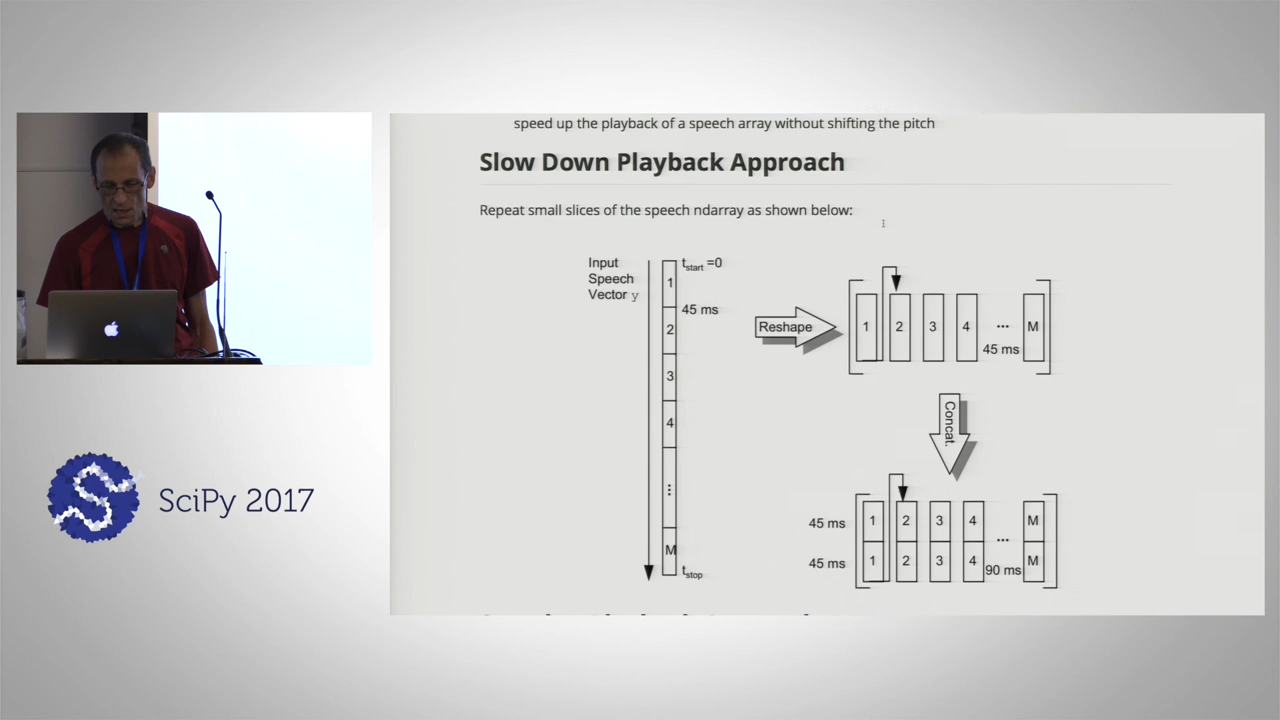 speed up the playback of a speech array without shifting the pitch
Slow Down Playback Approach
Repeat small slices of the speech ndarray as shown below:
Input
Speech
Vector y
tstart =0
1
45 ms
2
3
4
⋮
M
tstop
Reshape
1 2 3 4 ... M
45 ms
Concat.
45 ms 1 2 3 4 M
...
45 ms 1 2 3 4 90 ms M
SciPy 2017